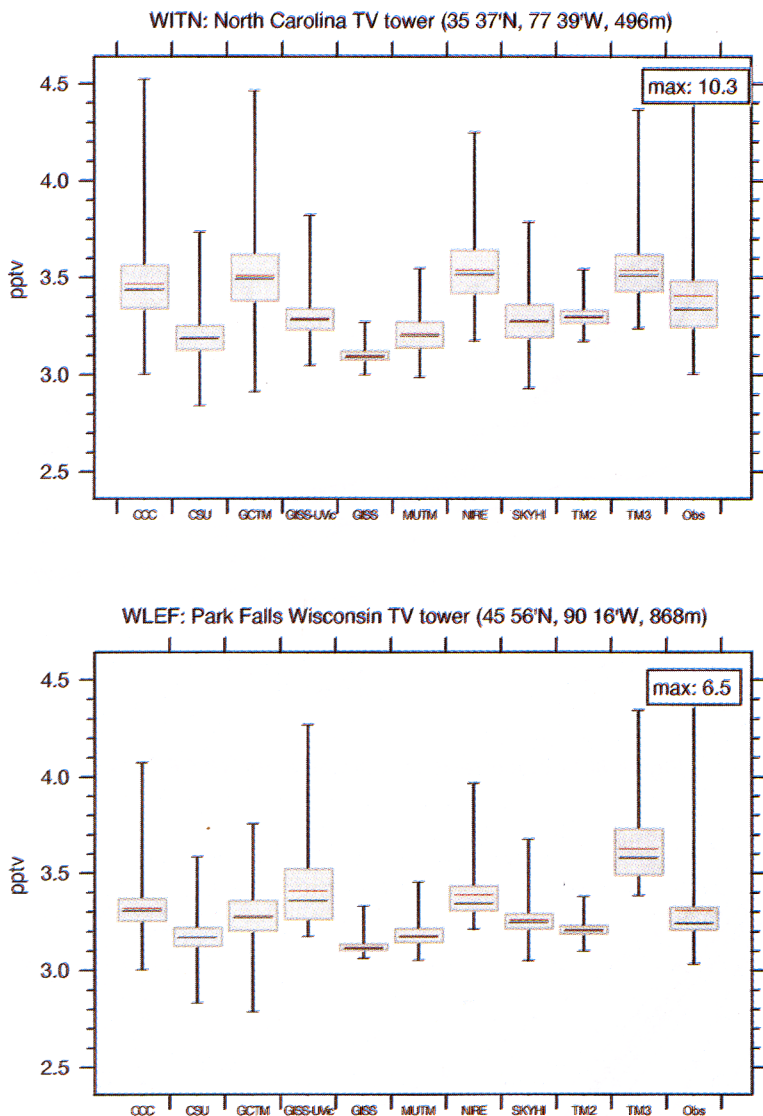 WITN: North Carolina TV tower (35 37'N, 77 39'W, 496m)
max: 10.3
4.5
4.0
3.5
3.0
2.5
pptv
CCC CSU GCTM GISS-UVic GISS MUTM NIRE SKYHI TM2 TM3 Obs
WLEF: Park Falls Wisconsin TV tower (45 56'N, 90 16'W, 868m)
max: 6.5
4.5
4.0
3.5
3.0
2.5
pptv
CCC CSU GCTM GISS-UVic GISS MUTM NIRE SKYHI TM2 TM3 Obs